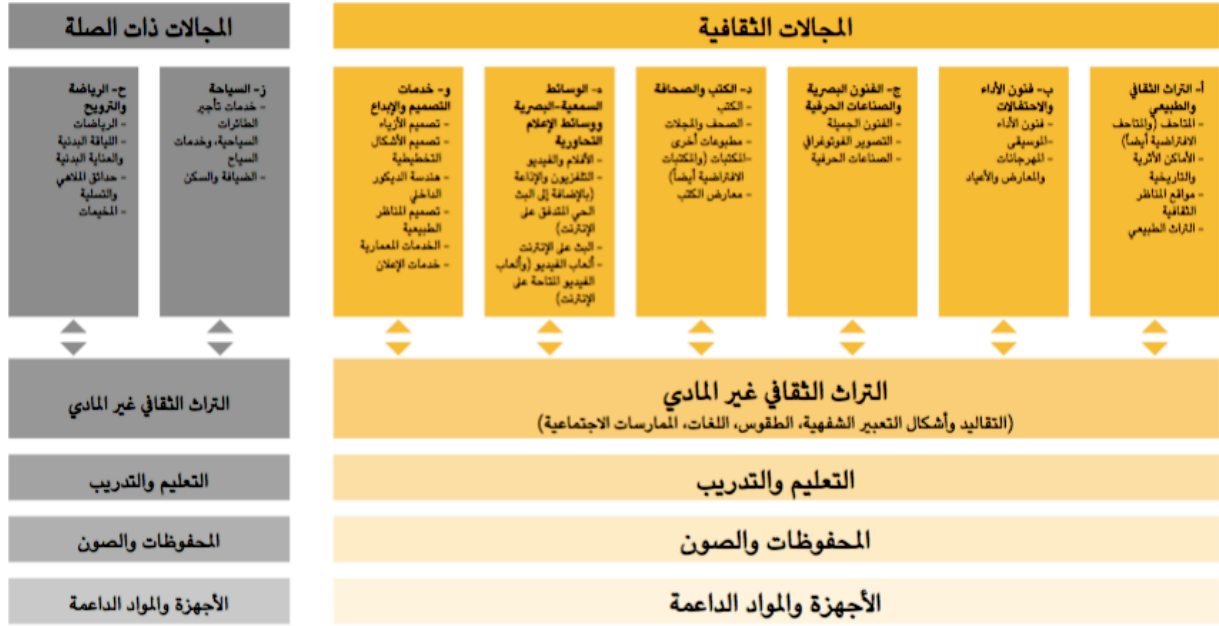 المجالات الثقافية
أ- التراث الثقافي
والطبيعي
- المتاحف (والمتاحف
الافتراضية أيضاً)
- الأماكن الأثرية
والتاريخية
- مواقع المناظر
الثقافية
- التراث الطبيعي
ب- فنون الأداء
والاحتفالات
- فنون الأداء
-الموسيقى
- المهرجانات
والمعارض والأعياد
ج- الفنون البصرية
والصناعات الحرفية
- الفنون الجميلة
- التصوير الفوتوغرافي
- الصناعات الحرفية
د- الكتب والصحافة
- الكتب
- الصحف والمجلات
- مطبوعات أخرى
-المكتبات (والمكتبات
الافتراضية أيضاً)
- معارض الكتب
ه- الوسائط
السمعية-البصرية
ووسائط الإعلام
التحاورية
- الأفلام والفيديو
- التلفزيون والإذاعة
(بالإضافة إلى البث
الحي المتدفق على
الإنترنت)
- البث على الإنترنت
- ألعاب الفيديو (وألعاب
الفيديو المتاحة على
الإنترنت)
و- خدمات
التصميم والإبداع
- تصميم الأزياء
- تصميم الأشكال
التخطيطية
- هندسة الديكور
الداخلي
- تصميم المناظر
الطبيعية
- الخدمات المعمارية
- خدمات الإعلان
التراث الثقافي غير المادي
(التقاليد وأشكال التعبير الشفهية، الطقوس، اللغات، الممارسات الاجتماعية)
التعليم والتدريب
المحفوظات والصون
الأجهزة والمواد الداعمة
المجالات ذات الصلة
ز- السياحة
- خدمات تأجير
الطائرات
السياحية، وخدمات
السياح
- الضيافة والسكن
ح- الرياضة
والترويح
- الرياضات
- اللياقة البدنية
والعناية البدنية
- حدائق الملاهي
والتسلية
- المخيمات
التراث الثقافي غير المادي
التعليم والتدريب
المحفوظات والصون
الأجهزة والمواد الداعمة